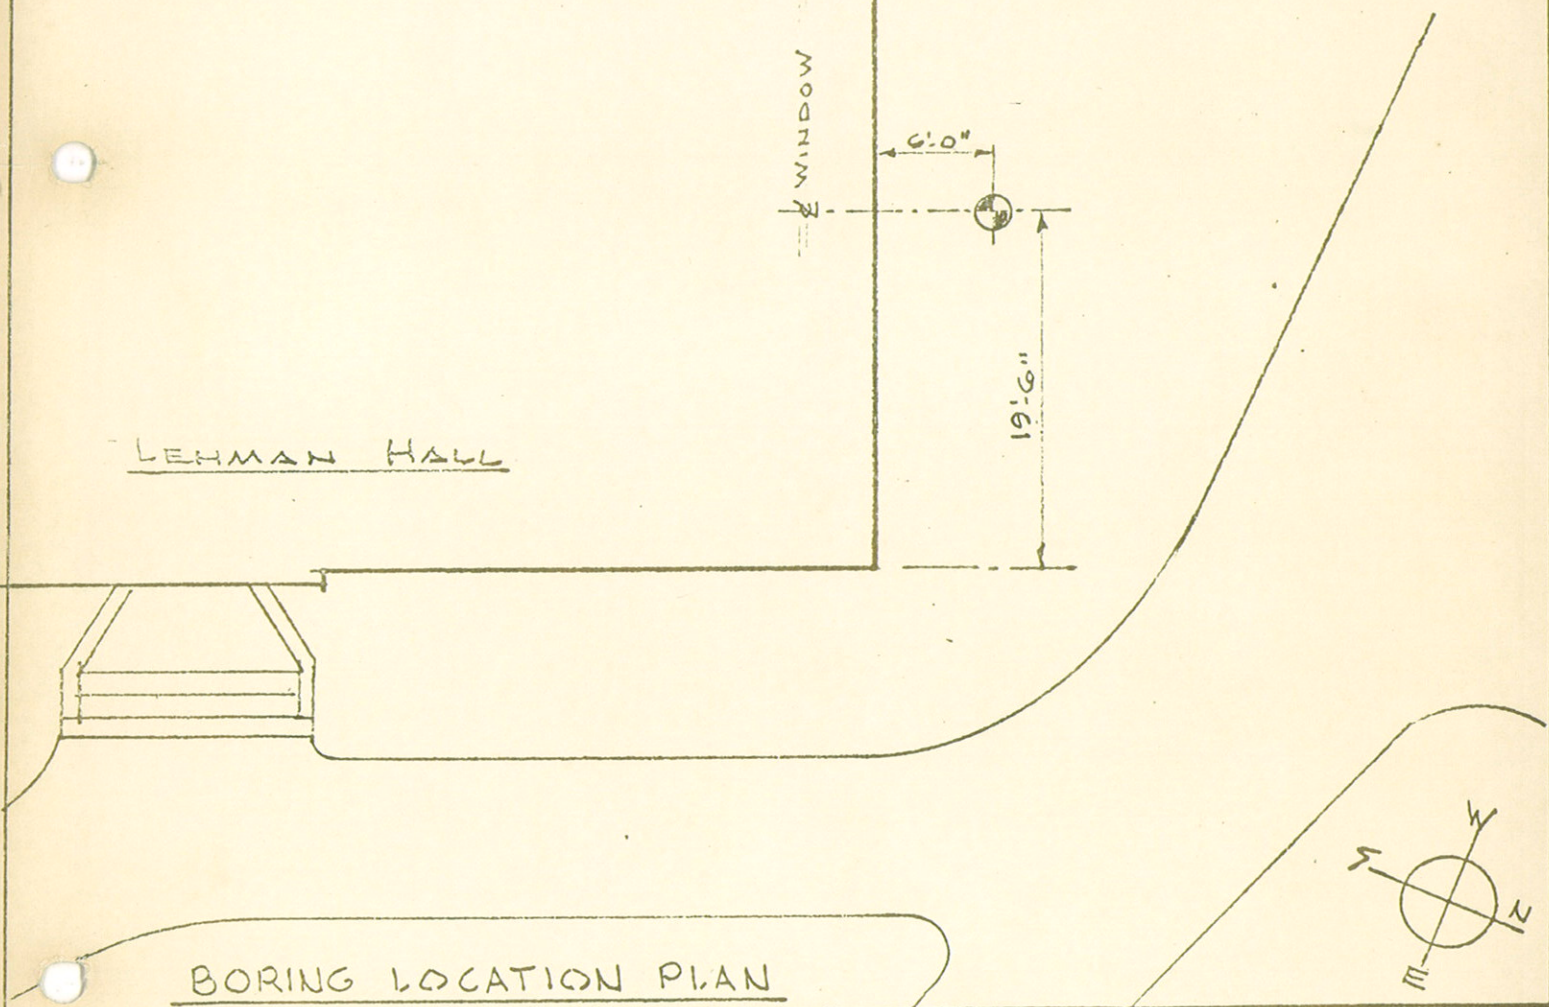 ℄ WINDOW
6'-0"
19'-6"
LEHMAN HALL
W
S
N
E
BORING LOCATION PLAN